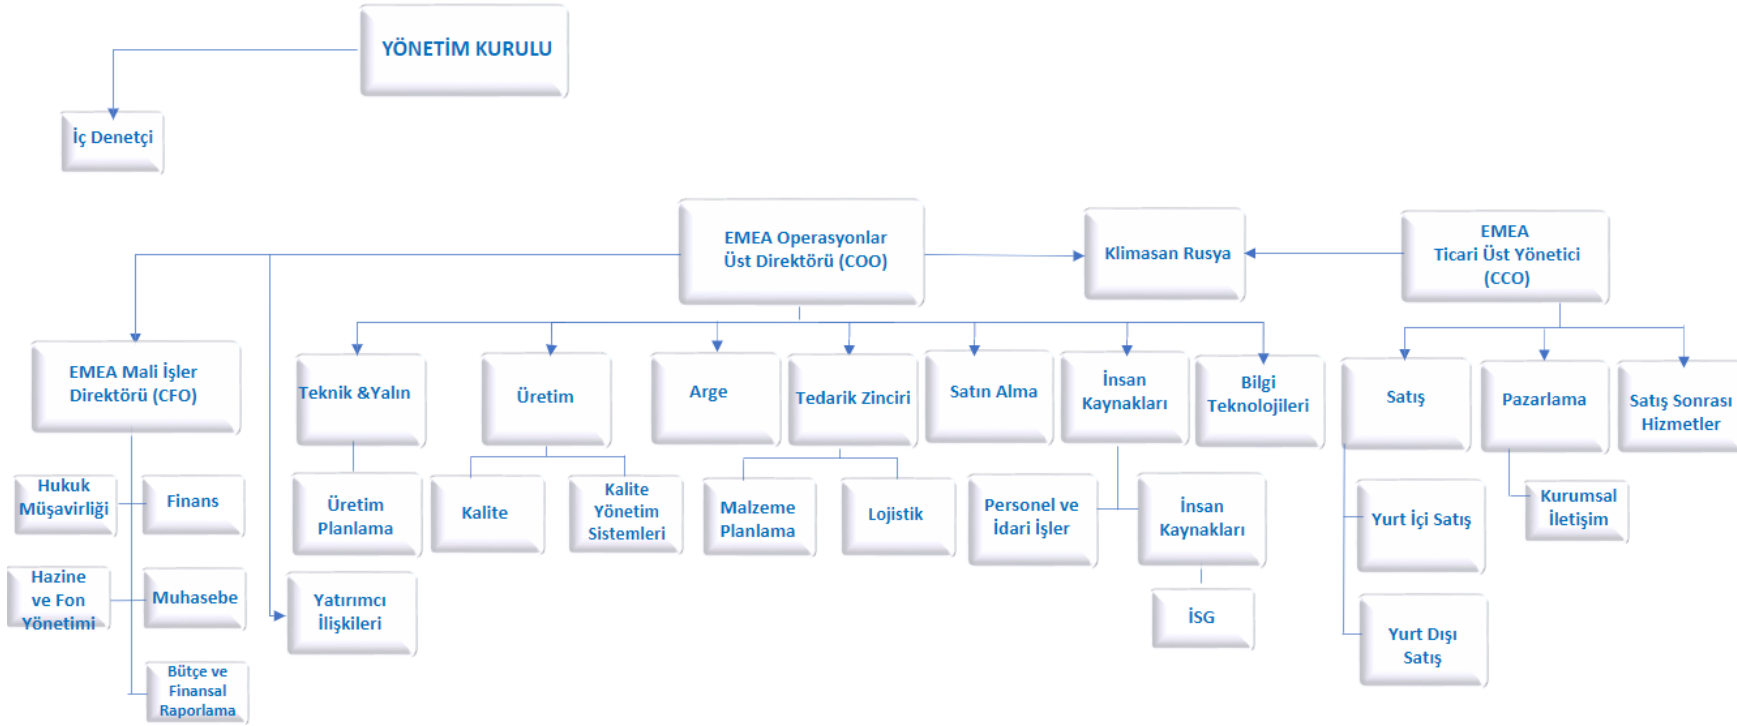 YÖNETİM KURULU
İç Denetçi
EMEA Operasyonlar
Üst Direktörü (COO)
Klimasan Rusya
EMEA
Ticari Üst Yönetici
(CCO)
EMEA Mali İşler
Direktörü (CFO)
Teknik &Yalın
Üretim
Arge
Tedarik Zinciri
Satın Alma
İnsan
Kaynakları
Bilgi
Teknolojileri
Satış
Pazarlama
Satış Sonrası
Hizmetler
Hukuk
Müşavirliği
Finans
Üretim
Planlama
Kalite
Kalite
Yönetim
Sistemleri
Malzeme
Planlama
Lojistik
Personel ve
İdari İşler
İnsan
Kaynakları
Yurt İçi Satış
Kurumsal
İletişim
Hazine
ve Fon
Yönetimi
Muhasebe
Yatırımcı
İlişkileri
İSG
Yurt Dışı
Satış
Bütçe ve
Finansal
Raporlama